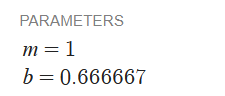 PARAMETERS
m = 1
b = 0.666667